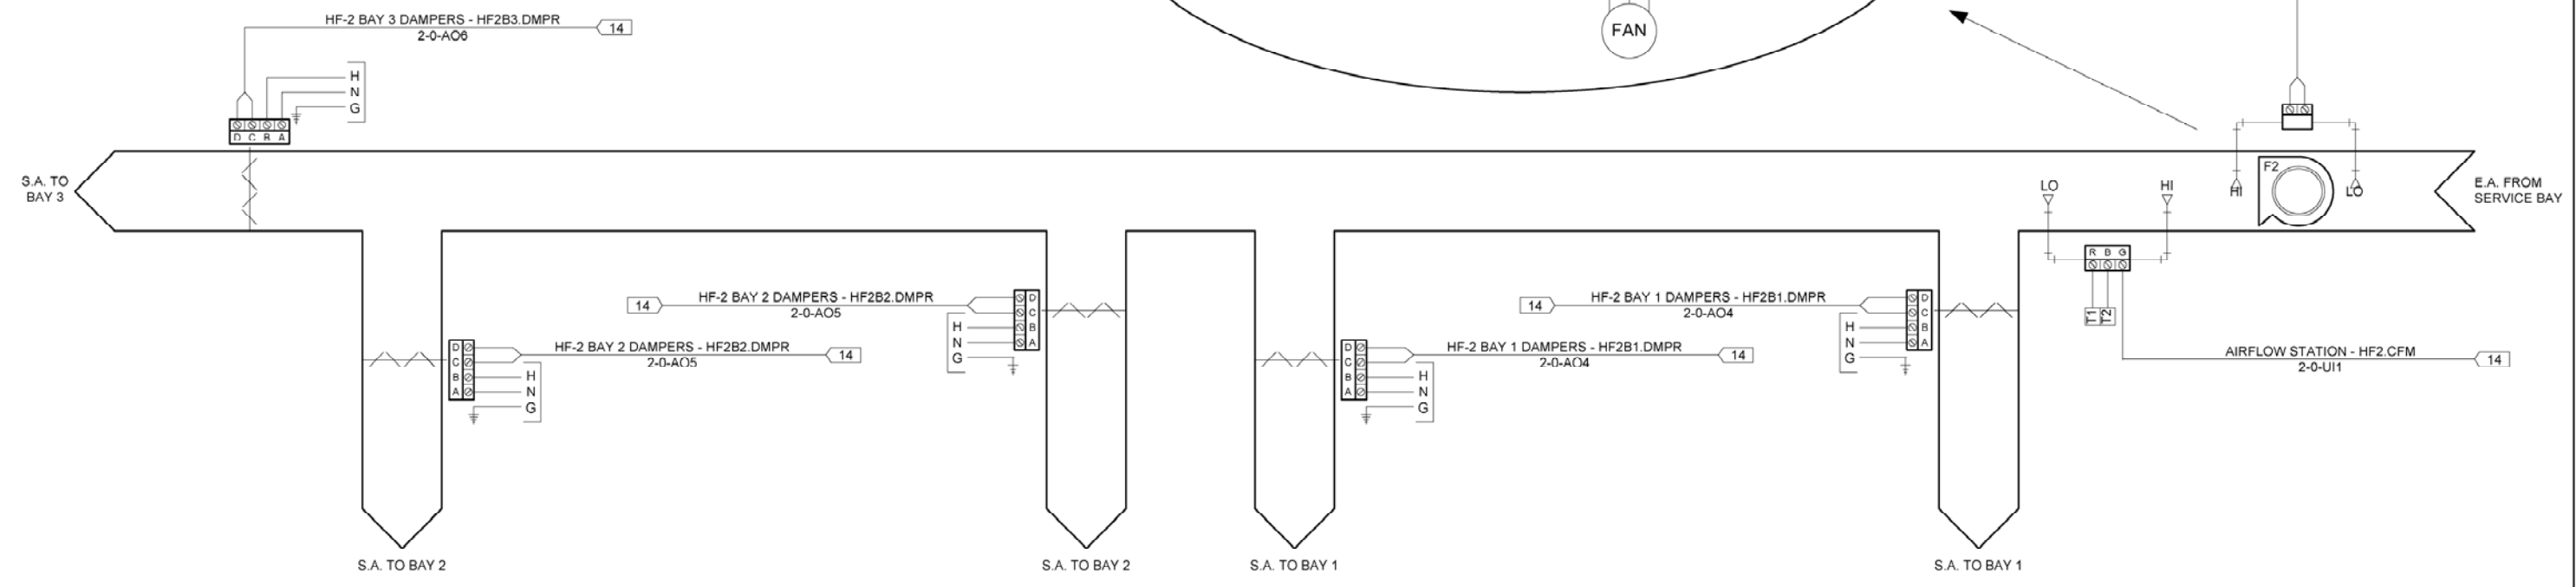 HF-2 BAY 3 DAMPERS - HF2B3.DMPR
14
2-0-AO6
FAN
H
N
G
D C B A
S.A. TO
BAY 3
F2
HI
LO
LO
HI
E.A. FROM
SERVICE BAY
R B G
T1
T2
14
HF-2 BAY 2 DAMPERS - HF2B2.DMPR
2-0-AO5
D
C
B
A
H
N
G
14
HF-2 BAY 1 DAMPERS - HF2B1.DMPR
2-0-AO4
D
C
B
A
H
N
G
D
C
B
A
HF-2 BAY 2 DAMPERS - HF2B2.DMPR
14
2-0-AO5
H
N
G
D
C
B
A
HF-2 BAY 1 DAMPERS - HF2B1.DMPR
14
2-0-AO4
H
N
G
AIRFLOW STATION - HF2.CFM
14
2-0-UI1
S.A. TO BAY 2
S.A. TO BAY 2
S.A. TO BAY 1
S.A. TO BAY 1